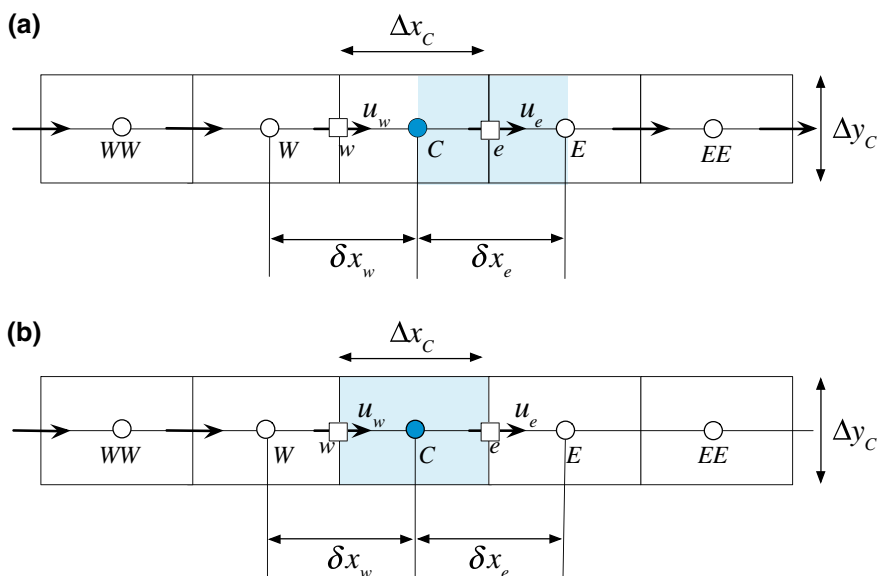 (a)
Δx_C
u_w u_e
WW W w C e E EE
Δy_C
δx_w δx_e
(b)
Δx_C
u_w u_e
WW W w C e E EE
Δy_C
δx_w δx_e